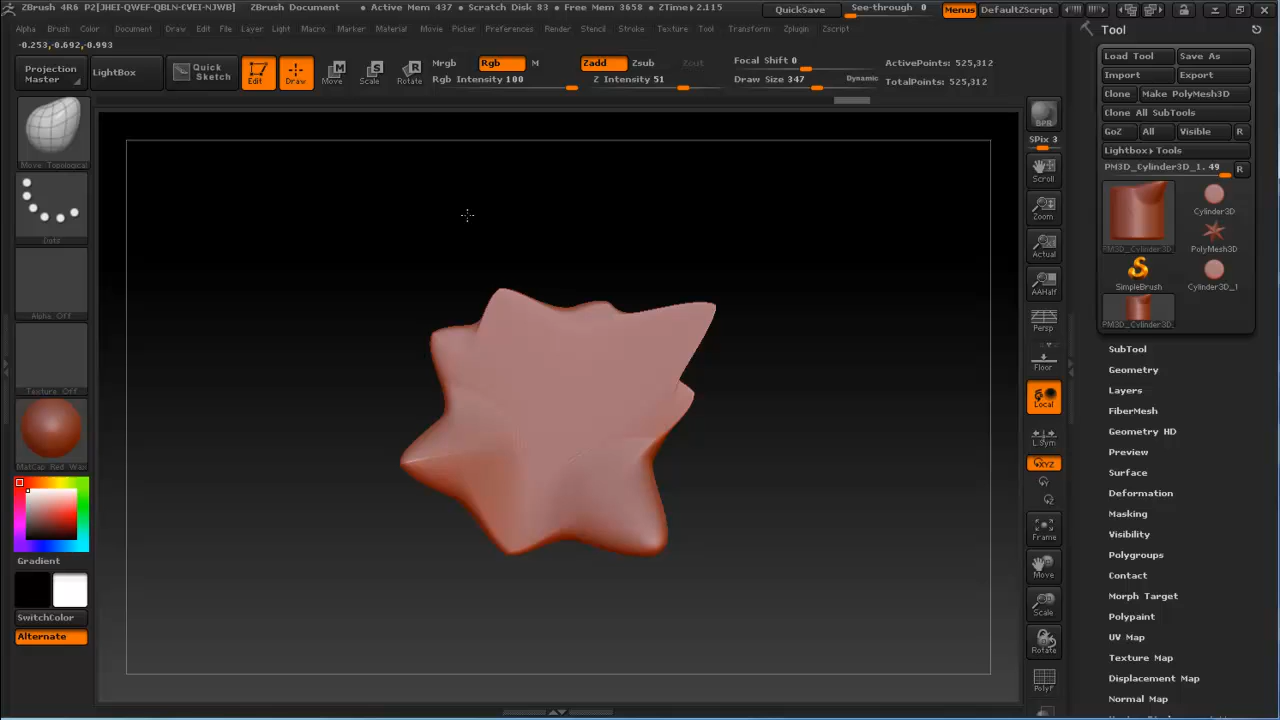 ZBrush 4R6 P2[JHEI-QWEF-QBLN-CVEI-NJWB] ZBrush Document • Active Mem 437 • Scratch Disk 83 • Free Mem 3658 • ZTime▸2.115 QuickSave See-through 0 Menus DefaultZScript
Alpha Brush Color Document Draw Edit File Layer Light Macro Marker Material Movie Picker Preferences Render Stencil Stroke Texture Tool Transform Zplugin Zscript
-0.253,-0.692,-0.993
Projection Master
LightBox
Quick Sketch
Edit
Draw
Move
Scale
Rotate
Mrgb Rgb M
Rgb Intensity 100
Zadd Zsub Zcut
Z Intensity 51
Focal Shift 0
Draw Size 347 Dynamic
ActivePoints: 525,312
TotalPoints: 525,312
Move Topological
Dots
Alpha Off
Texture Off
MatCap Red Wax
Gradient
SwitchColor
Alternate
BPR
SPix 3
Scroll
Zoom
Actual
AAHalf
Persp
Floor
Local
L.Sym
XYZ
Y
Z
Frame
Move
Scale
Rotate
PolyF
Tool
Load Tool Save As
Import Export
Clone Make PolyMesh3D
Clone All SubTools
GoZ All Visible R
Lightbox▸Tools
PM3D_Cylinder3D_1. 49 R
PM3D_Cylinder3D
Cylinder3D
PolyMesh3D
SimpleBrush
Cylinder3D_1
PM3D_Cylinder3D_
SubTool
Geometry
Layers
FiberMesh
Geometry HD
Preview
Surface
Deformation
Masking
Visibility
Polygroups
Contact
Morph Target
Polypaint
UV Map
Texture Map
Displacement Map
Normal Map